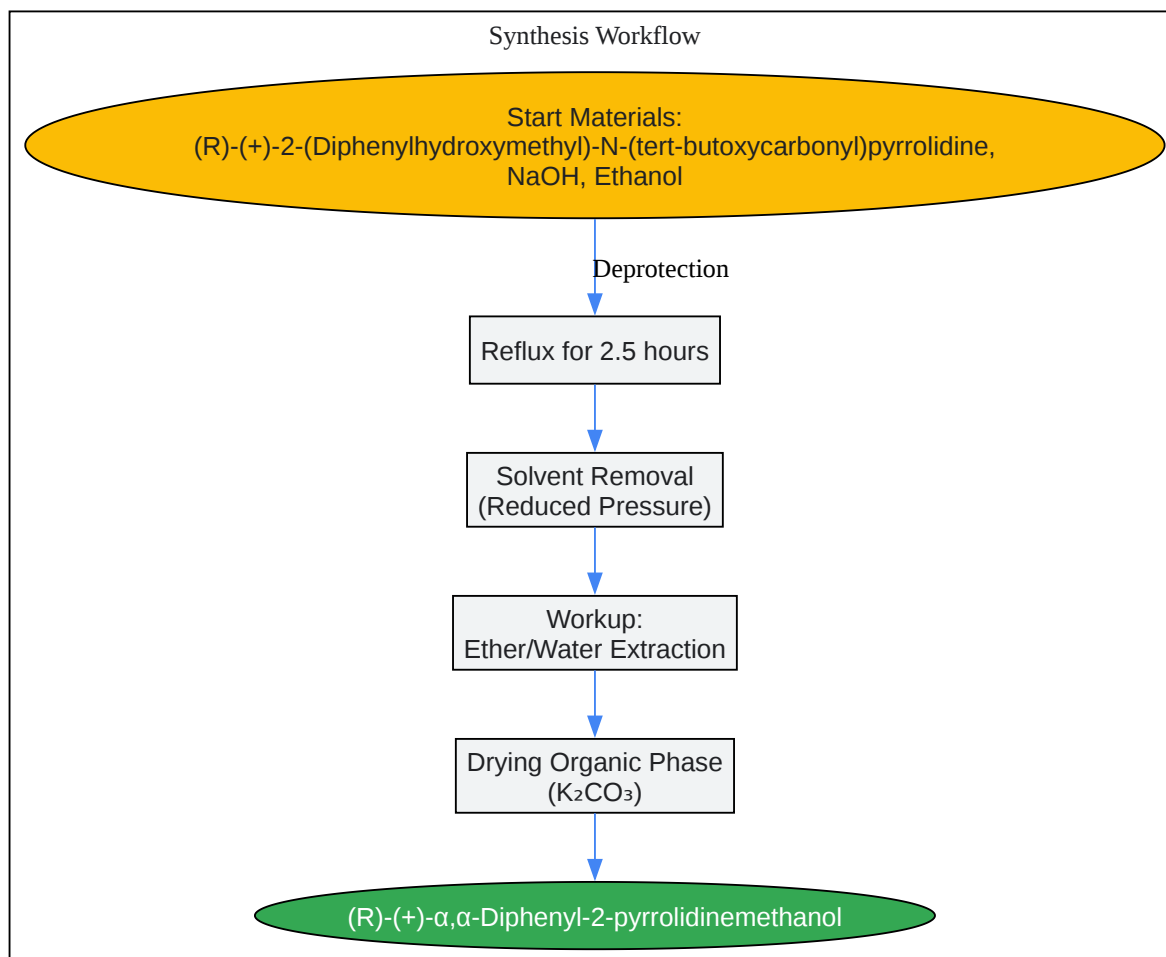 Synthesis Workflow
Start Materials:
(R)-(+)-2-(Diphenylhydroxymethyl)-N-(tert-butoxycarbonyl)pyrrolidine,
NaOH, Ethanol
Deprotection
Reflux for 2.5 hours
Solvent Removal
(Reduced Pressure)
Workup:
Ether/Water Extraction
Drying Organic Phase
(K₂CO₃)
(R)-(+)-α,α-Diphenyl-2-pyrrolidinemethanol